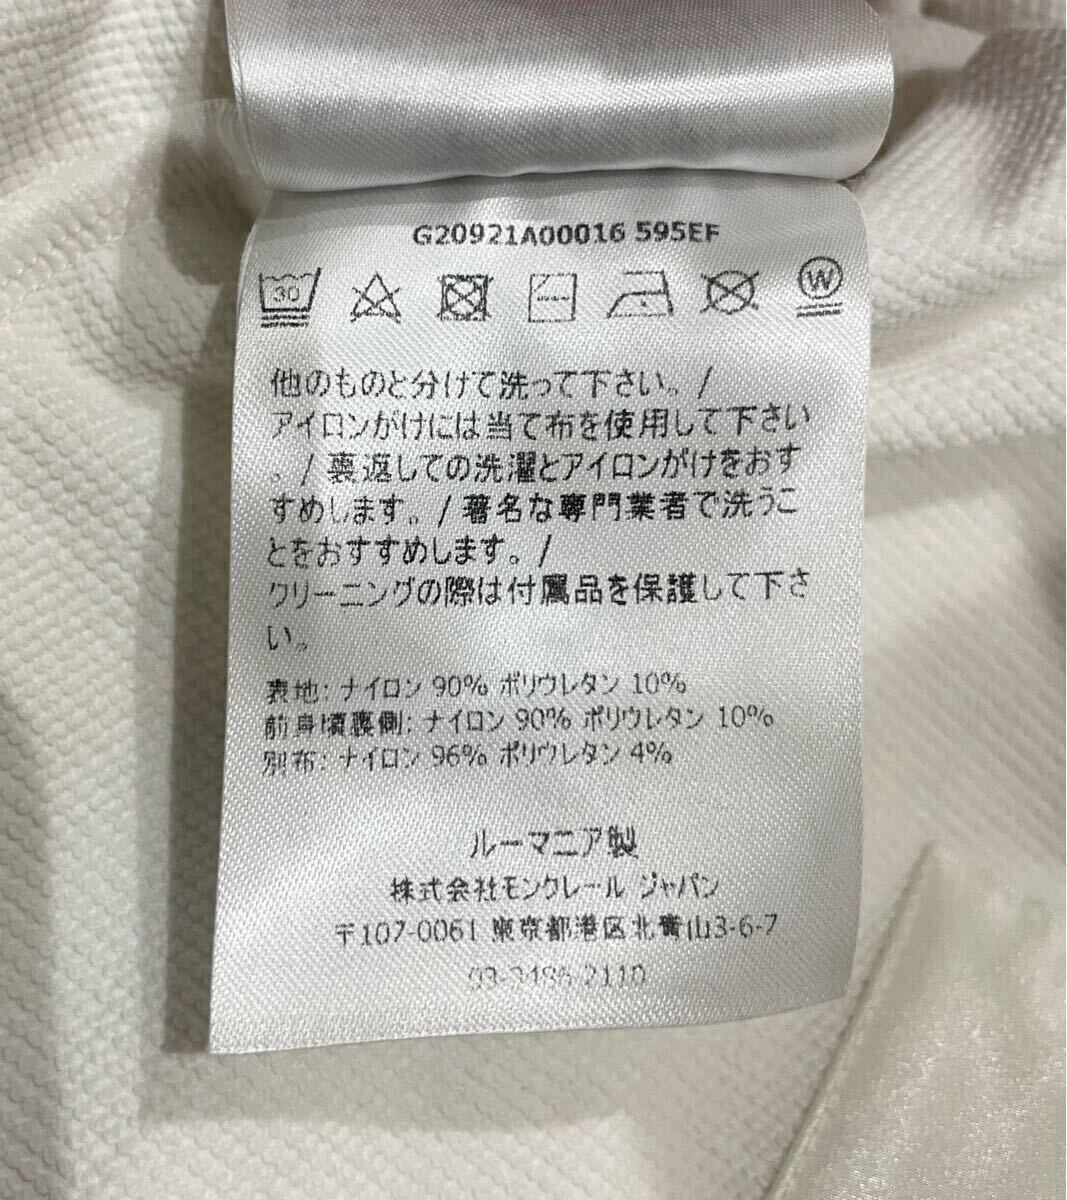 G20921A00016 595EF
30 W
他のものと分けて洗って下さい。/
アイロンがけには当て布を使用して下さい
。/ 裏返しての洗濯とアイロンがけをおす
すめします。/ 著名な専門業者で洗うこ
とをおすすめします。/
クリーニングの際は付属品を保護して下さ
い。
表地: ナイロン 90% ポリウレタン 10%
前身頃裏側: ナイロン 90% ポリウレタン 10%
別布: ナイロン 96% ポリウレタン 4%
ルーマニア製
株式会社モンクレール ジャパン
〒107-0061 東京都港区北青山3-6-7
03-3486-2110